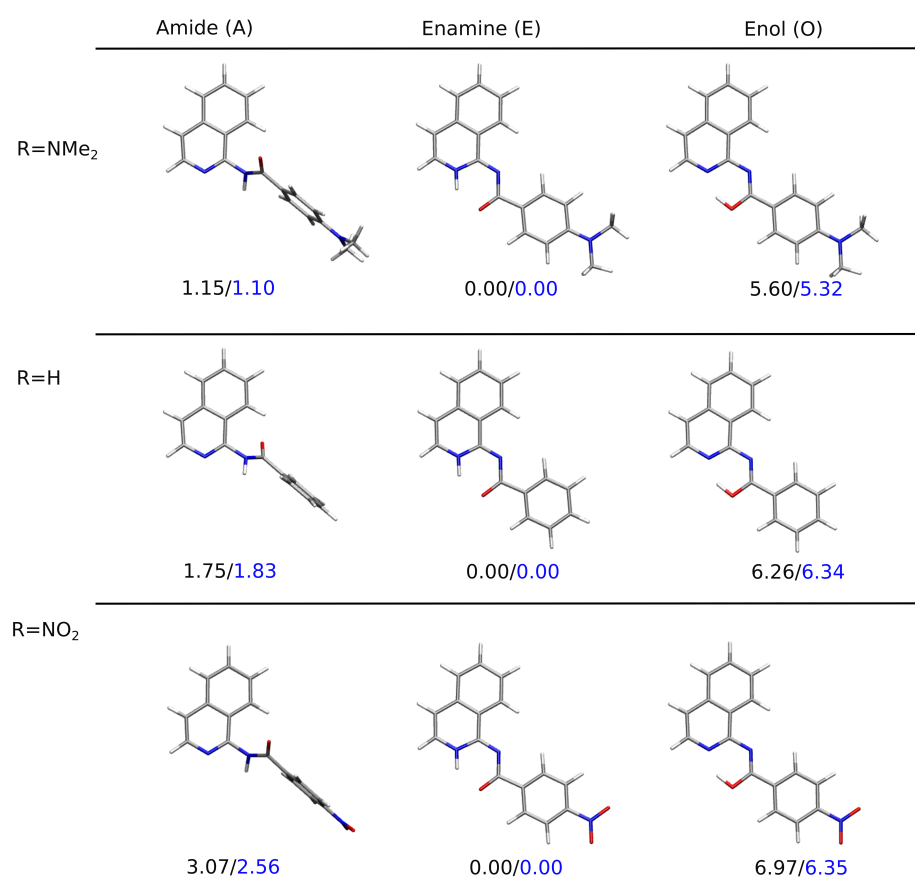 Amide (A) Enamine (E) Enol (O)
R=NMe₂
1.15/1.10 0.00/0.00 5.60/5.32
R=H
1.75/1.83 0.00/0.00 6.26/6.34
R=NO₂
3.07/2.56 0.00/0.00 6.97/6.35